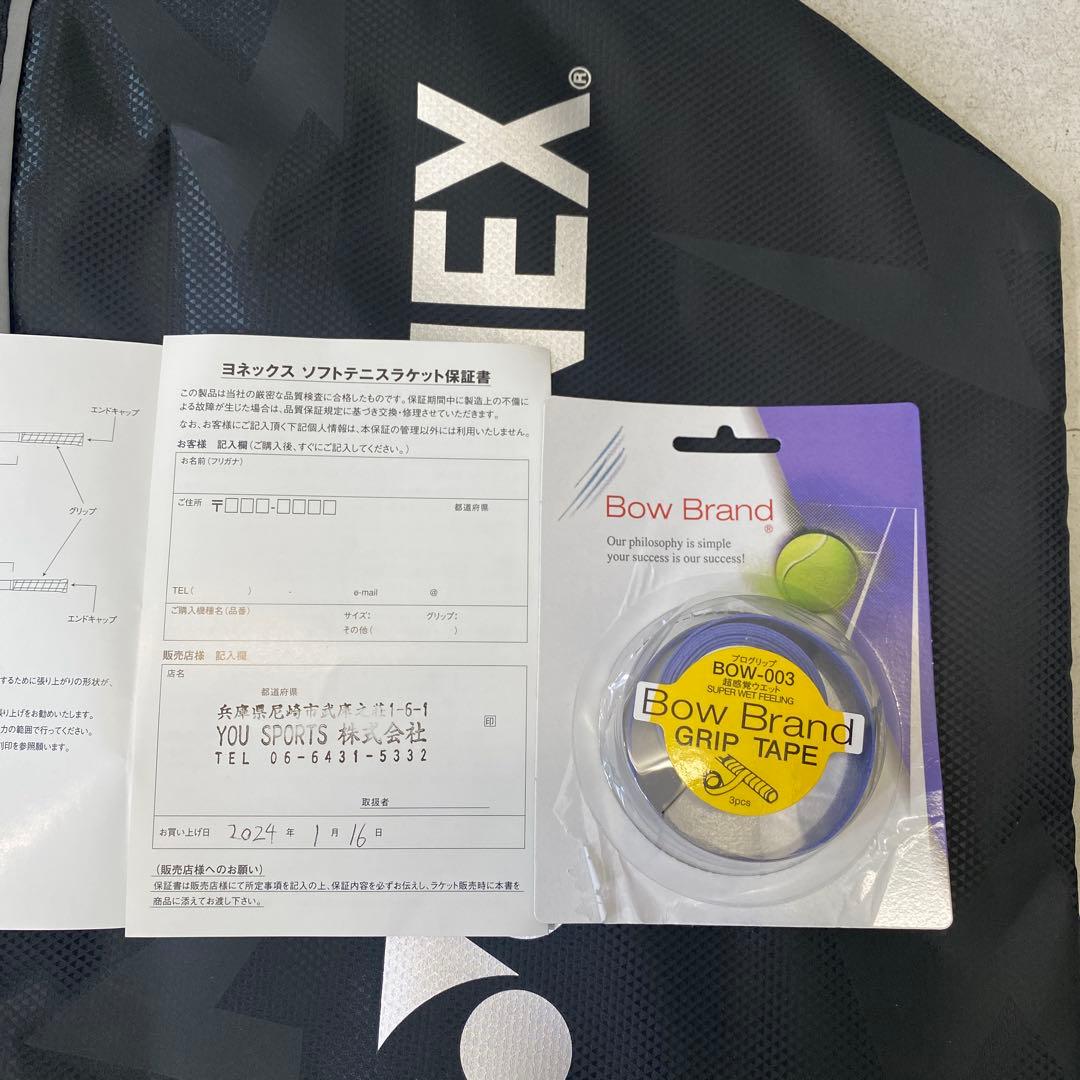 NEX®
エンドキャップ
グリップ
エンドキャップ
するために張り上がりの形状が、
り上げをお勧めいたします。
力の範囲で行ってください。
刻印を参照願います。
ヨネックス ソフトテニスラケット保証書
この製品は当社の厳密な品質検査に合格したものです。保証期間中に製造上の不備に
よる故障が生じた場合は、品質保証規定に基づき交換・修理させていただきます。
なお、お客様にご記入頂く下記個人情報は、本保証の管理以外には利用いたしません。
お客様 記入欄(ご購入後、すぐにご記入してください。)
お名前(フリガナ)
ご住所 〒□□□-□□□□ 都道府県
TEL( ) - e-mail @
ご購入機種名(品番) サイズ: グリップ:
その他( )
販売店様 記入欄
店名
都道府県
兵庫県尼崎市武庫之荘1-6-1
YOU SPORTS 株式会社
TEL 06-6431-5332
印
取扱者
お買い上げ日 2024 年 1 月 16 日
(販売店様へのお願い)
保証書は販売店様にて所定事項を記入の上、保証内容を必ずお伝えし、ラケット販売時に本書を
商品に添えてお渡し下さい。
Bow Brand®
Our philosophy is simple
your success is our success!
プログリップ
BOW-003
超感覚ウエット
SUPER WET FEELING
Bow Brand
GRIP TAPE
3pcs